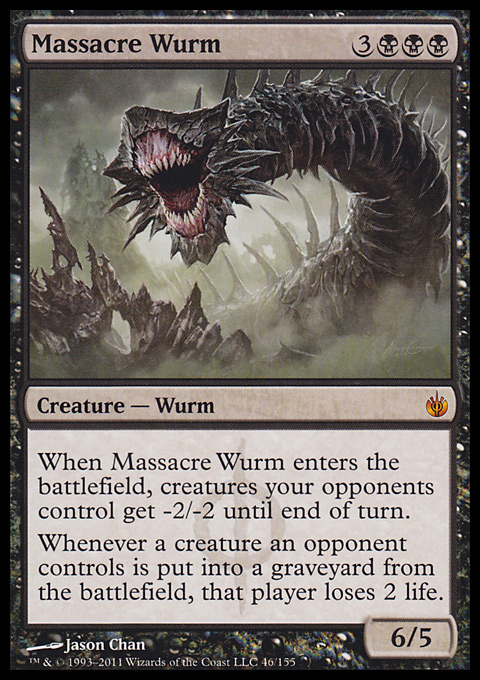 Massacre Wurm 3
Creature — Wurm
When Massacre Wurm enters the
battlefield, creatures your opponents
control get -2/-2 until end of turn.
Whenever a creature an opponent
controls is put into a graveyard from
the battlefield, that player loses 2 life.
Jason Chan
6/5
™ & © 1993–2011 Wizards of the Coast LLC 46/155